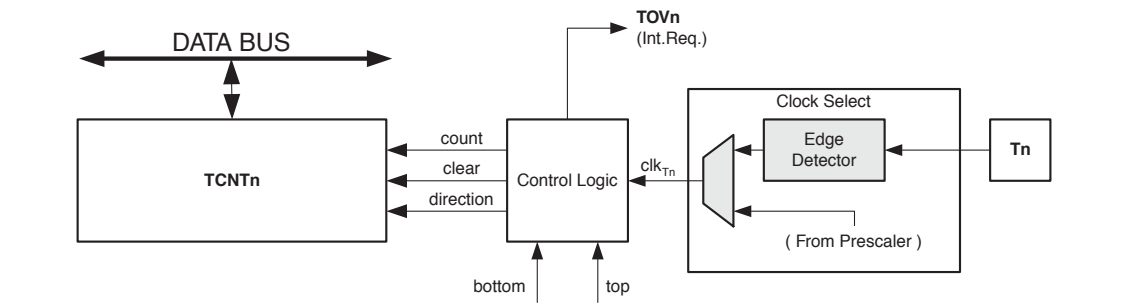 TOVn
(Int.Req.)
DATA BUS
Clock Select
count
Edge
Detector
Tn
TCNTn
clear
Control Logic
clkTn
direction
( From Prescaler )
bottom
top